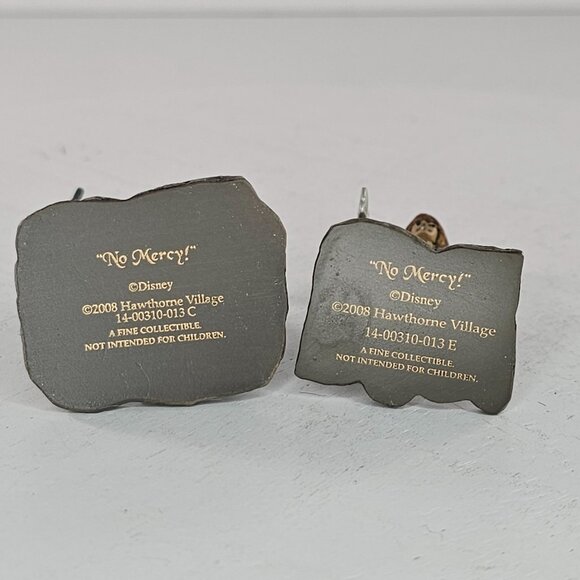 "No Mercy!"
©Disney
©2008 Hawthorne Village
14-00310-013 C
A FINE COLLECTIBLE.
NOT INTENDED FOR CHILDREN.
"No Mercy!"
©Disney
©2008 Hawthorne Village
14-00310-013 E
A FINE COLLECTIBLE.
NOT INTENDED FOR CHILDREN.